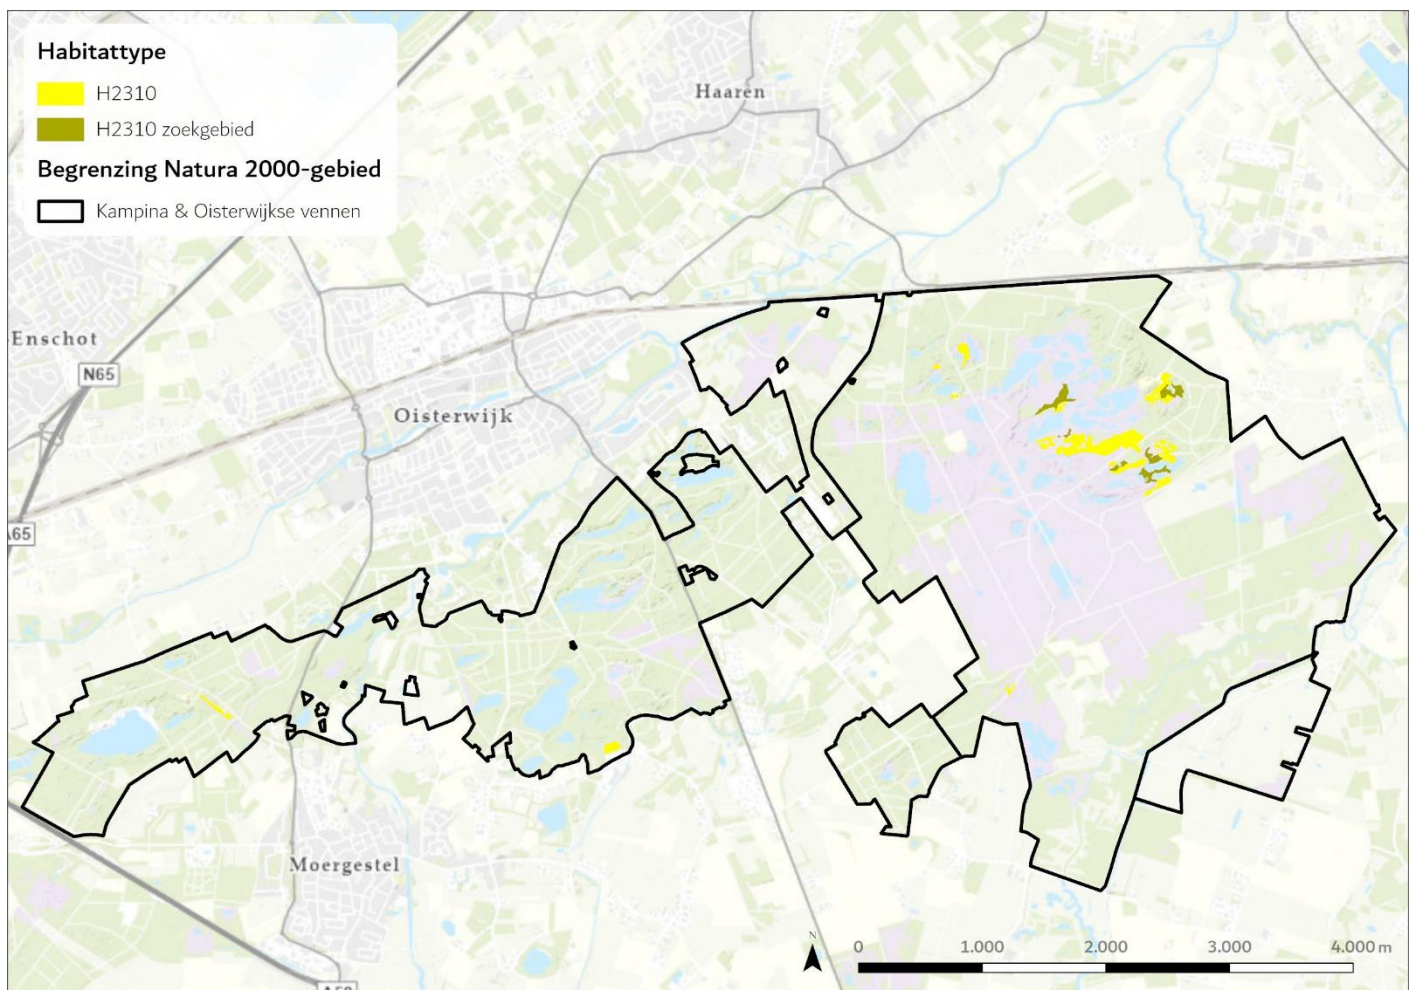 Habitattype
H2310
H2310 zoekgebied
Begrenzing Natura 2000-gebied
Kampina & Oisterwijkse vennen
Haaren
-Enschot
N65
Oisterwijk
A65
Moergestel
N
0 1.000 2.000 3.000 4.000 m